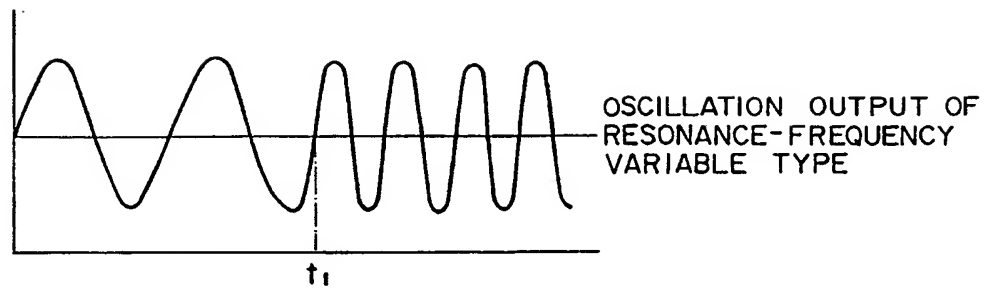 OSCILLATION OUTPUT OF
RESONANCE-FREQUENCY
VARIABLE TYPE
t₁